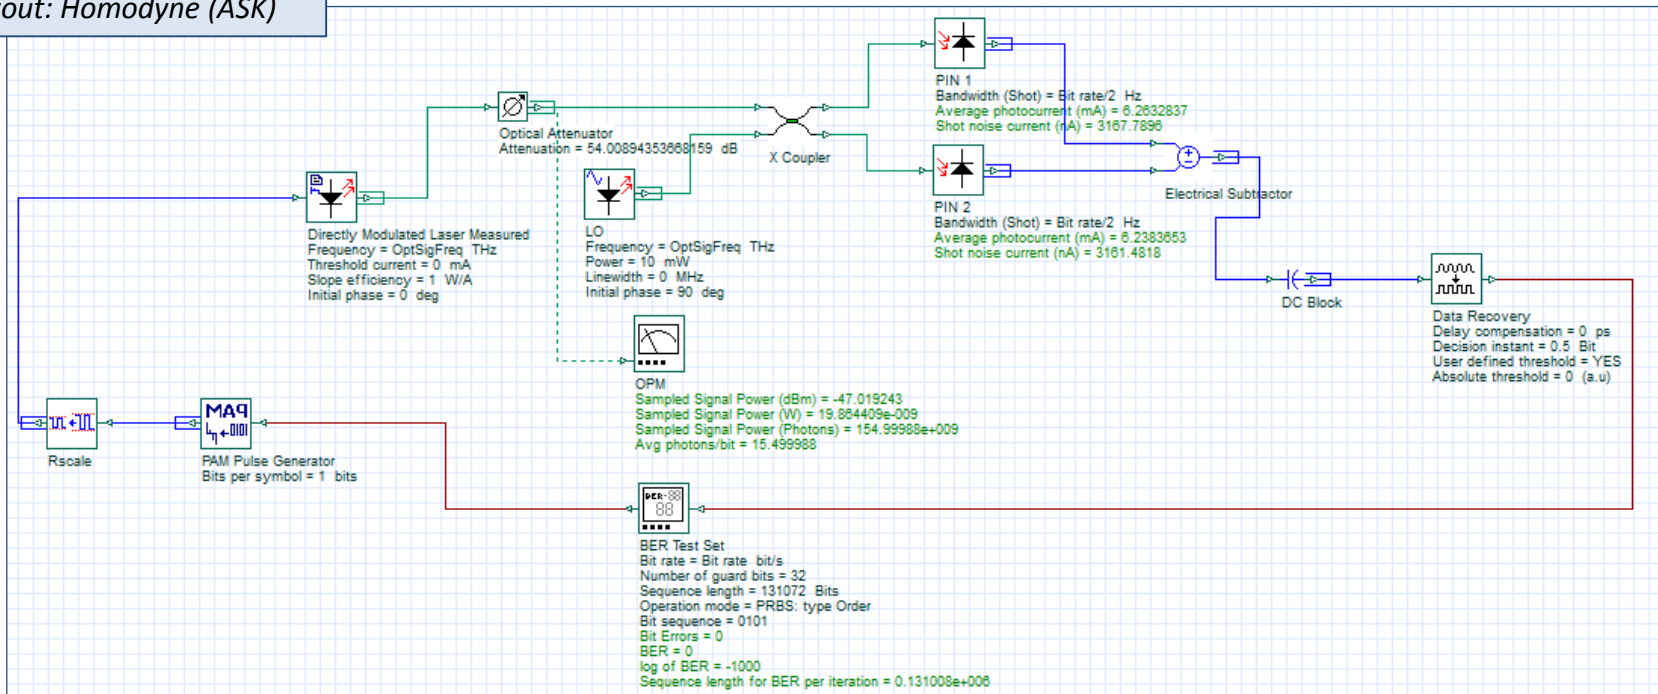 out: Homodyne (ASK)
PIN 1
Bandwidth (Shot) = Bit rate/2 Hz
Average photocurrent (mA) = 6.2632837
Shot noise current (nA) = 3167.7896
Optical Attenuator
Attenuation = 54.00894353668159 dB
X Coupler
Electrical Subtractor
PIN 2
Bandwidth (Shot) = Bit rate/2 Hz
Average photocurrent (mA) = 6.2383653
Shot noise current (nA) = 3161.4818
Directly Modulated Laser Measured
Frequency = OptSigFreq THz
Threshold current = 0 mA
Slope efficiency = 1 W/A
Initial phase = 0 deg
LO
Frequency = OptSigFreq THz
Power = 10 mW
Linewidth = 0 MHz
Initial phase = 90 deg
DC Block
Data Recovery
Delay compensation = 0 ps
Decision instant = 0.5 Bit
User defined threshold = YES
Absolute threshold = 0 (a.u)
OPM
Sampled Signal Power (dBm) = -47.019243
Sampled Signal Power (W) = 19.864409e-009
Sampled Signal Power (Photons) = 154.99988e+009
Avg photons/bit = 15.499988
Rscale
PAM Pulse Generator
Bits per symbol = 1 bits
BER Test Set
Bit rate = Bit rate bit/s
Number of guard bits = 32
Sequence length = 131072 Bits
Operation mode = PRBS: type Order
Bit sequence = 0101
Bit Errors = 0
BER = 0
log of BER = -1000
Sequence length for BER per iteration = 0.131008e+006